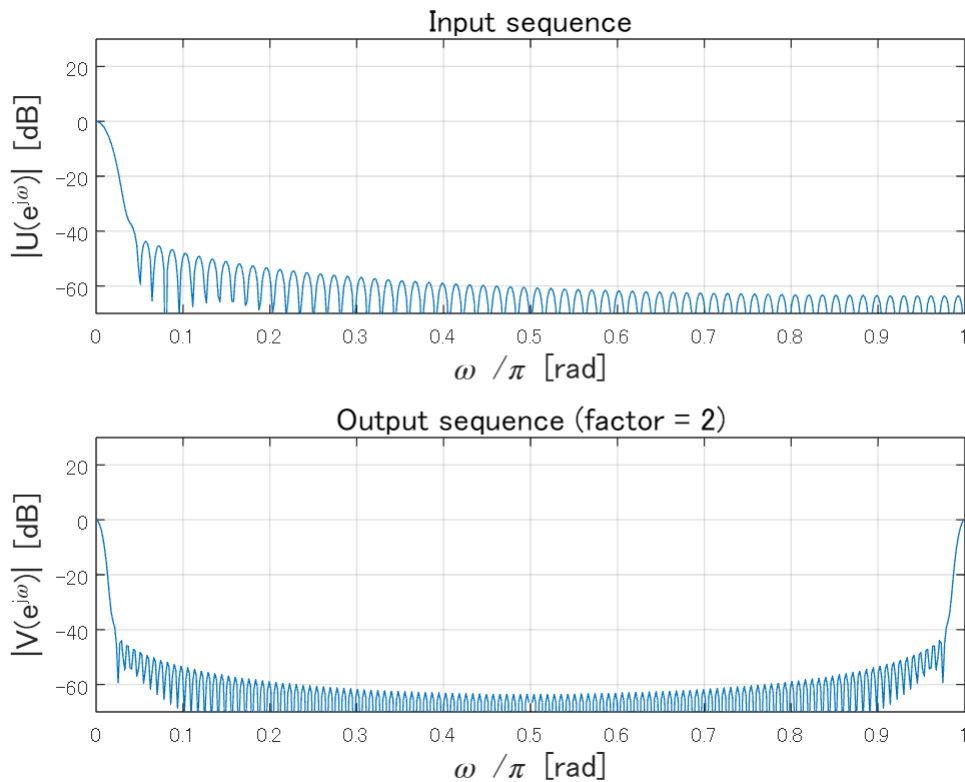 Input sequence
|U(e^{jω})| [dB]
20
0
-20
-40
-60
0 0.1 0.2 0.3 0.4 0.5 0.6 0.7 0.8 0.9 1
ω /π [rad]
Output sequence (factor = 2)
|V(e^{jω})| [dB]
20
0
-20
-40
-60
0 0.1 0.2 0.3 0.4 0.5 0.6 0.7 0.8 0.9 1
ω /π [rad]